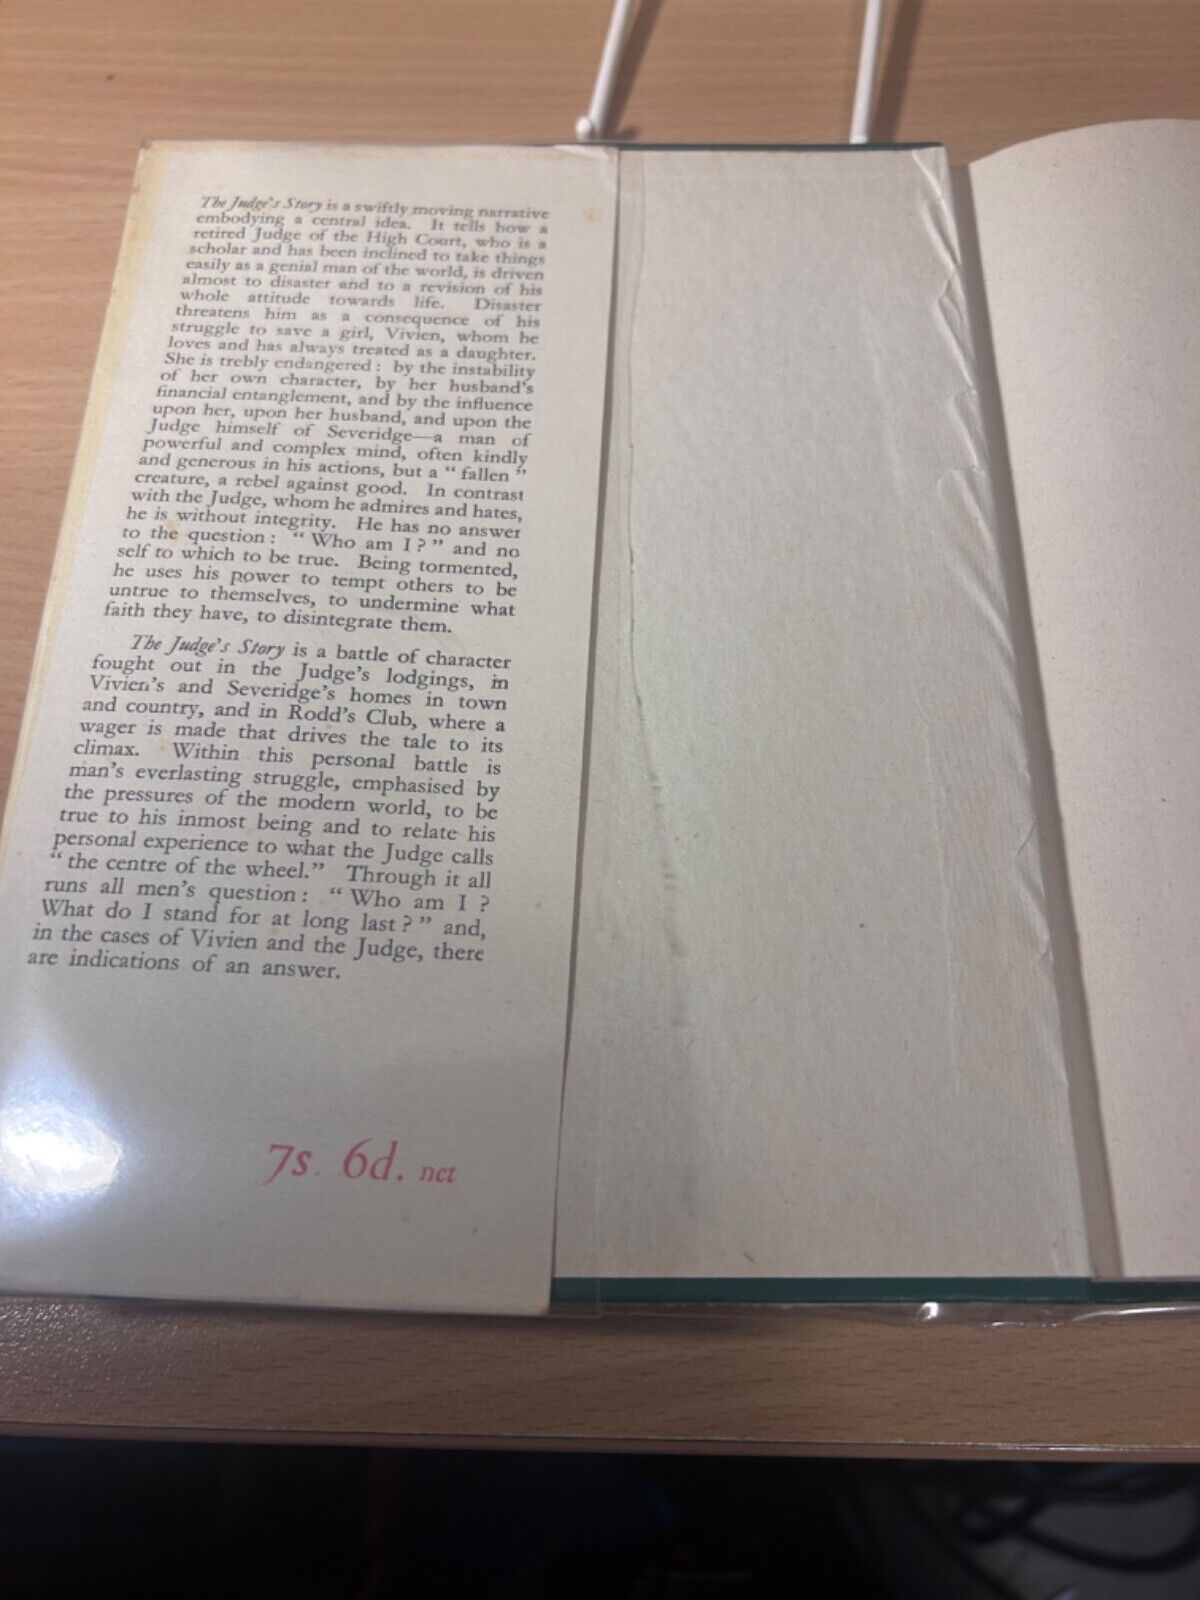 The Judge's Story is a swiftly moving narrative
embodying a central idea. It tells how a
retired Judge of the High Court, who is a
scholar and has been inclined to take things
easily as a genial man of the world, is driven
almost to disaster and to a revision of his
whole attitude towards life. Disaster
threatens him as a consequence of his
struggle to save a girl, Vivien, whom he
loves and has always treated as a daughter.
She is trebly endangered: by the instability
of her own character, by her husband's
financial entanglement, and by the influence
upon her, upon her husband, and upon the
Judge himself of Severidge—a man of
powerful and complex mind, often kindly
and generous in his actions, but a "fallen"
creature, a rebel against good. In contrast
with the Judge, whom he admires and hates,
he is without integrity. He has no answer
to the question: "Who am I?" and no
self to which to be true. Being tormented,
he uses his power to tempt others to be
untrue to themselves, to undermine what
faith they have, to disintegrate them.
The Judge's Story is a battle of character
fought out in the Judge's lodgings, in
Vivien's and Severidge's homes in town
and country, and in Rodd's Club, where a
wager is made that drives the tale to its
climax. Within this personal battle is
man's everlasting struggle, emphasised by
the pressures of the modern world, to be
true to his inmost being and to relate his
personal experience to what the Judge calls
"the centre of the wheel." Through it all
runs all men's question: "Who am I?
What do I stand for at long last?" and,
in the cases of Vivien and the Judge, there
are indications of an answer.
7s. 6d. net